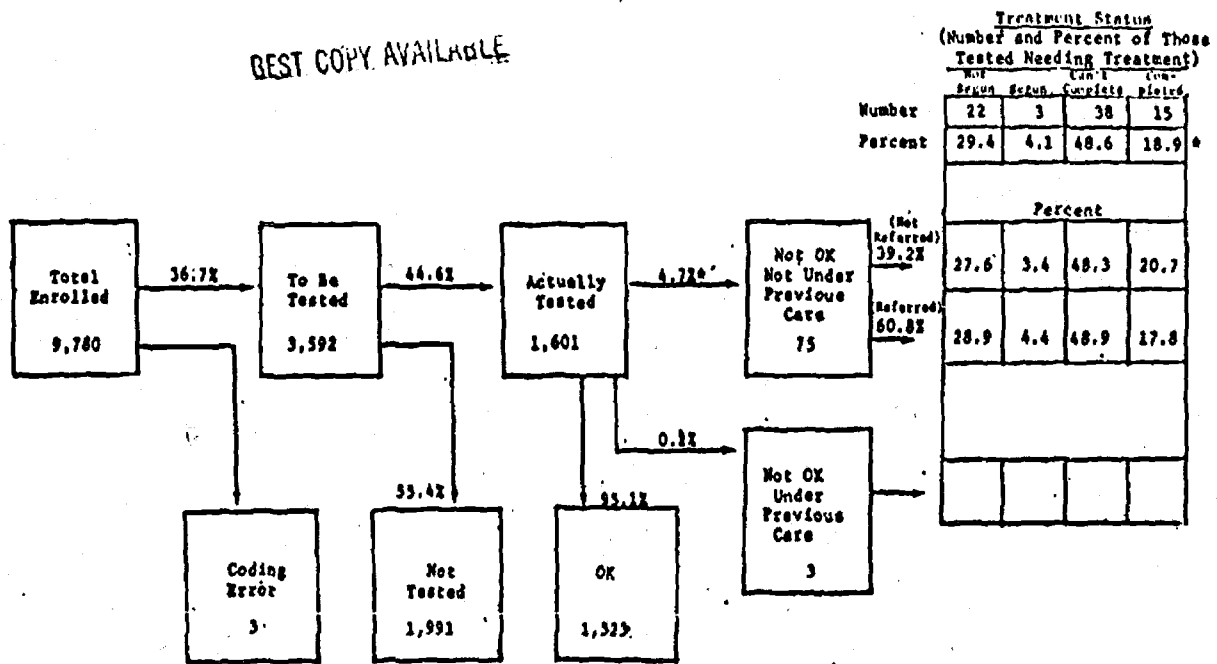 BEST COPY AVAILABLE
Treatment Status
(Number and Percent of Those
Tested Needing Treatment)
Not Begun
Begun
Can't Complete
Com- pleted
Number 22 3 38 15
Percent 29.4 4.1 48.6 18.9 *
Percent
(Not Referred)
39.2%
27.6 3.4 48.3 20.7
(Referred)
60.8%
28.9 4.4 48.9 17.8
Total
Enrolled
9,780
36.7%
To Be
Tested
3,592
44.6%
Actually
Tested
1,601
4.7%*
Not OK
Not Under
Previous
Care
75
0.2%
Not OK
Under
Previous
Care
3
55.4%
95.1%
Coding
Error
3
Not
Tested
1,991
OK
1,523